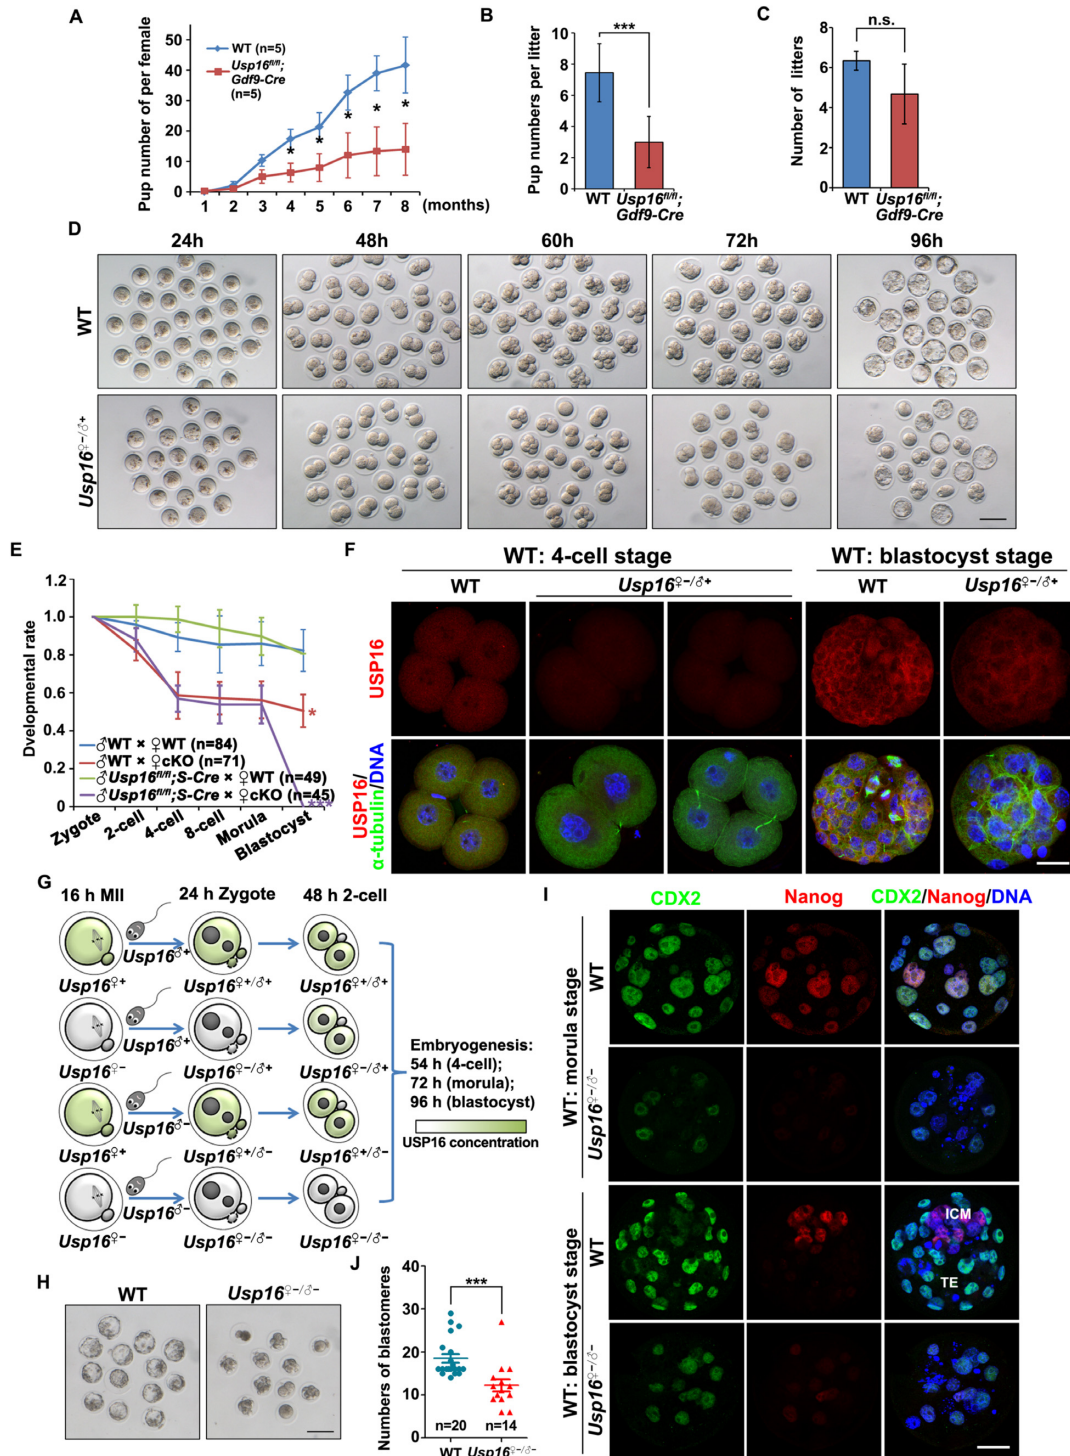 A
Pup number of per female
50
40
30
20
10
0
WT (n=5)
Usp16fl/fl;
Gdf9-Cre
(n=5)
* * * * *
1 2 3 4 5 6 7 8 (months)
B
Pup numbers per litter
10
8
6
4
2
0
***
WT Usp16fl/fl;
Gdf9-Cre
C
Number of litters
8
6
4
2
0
n.s.
WT Usp16fl/fl;
Gdf9-Cre
D
24h 48h 60h 72h 96h
WT
Usp16♀−/♂+
E
Dvelopmental rate
1.2
1.0
0.8
0.6
0.4
0.2
0
♂WT × ♀WT (n=84)
♂WT × ♀cKO (n=71)
♂Usp16fl/fl;S-Cre × ♀WT (n=49)
♂Usp16fl/fl;S-Cre × ♀cKO (n=45)
*
***
Zygote 2-cell 4-cell 8-cell Morula Blastocyst
F
WT: 4-cell stage WT: blastocyst stage
WT Usp16♀−/♂+ WT Usp16♀−/♂+
USP16
USP16/
α-tubulin/DNA
G
16 h MII 24 h Zygote 48 h 2-cell
Usp16♂+
Usp16♀+ Usp16♀+/♂+ Usp16♀+/♂+
Usp16♂+
Usp16♀− Usp16♀−/♂+ Usp16♀−/♂+
Usp16♂−
Usp16♀+ Usp16♀+/♂− Usp16♀+/♂−
Usp16♂−
Usp16♀− Usp16♀−/♂− Usp16♀−/♂−
Embryogenesis:
54 h (4-cell);
72 h (morula);
96 h (blastocyst)
USP16 concentration
H
WT Usp16♀−/♂−
I
CDX2 Nanog CDX2/Nanog/DNA
WT: morula stage
WT
Usp16♀−/♂−
WT: blastocyst stage
WT
Usp16♀−/♂−
ICM
TE
J
Numbers of blastomeres
40
30
20
10
0
***
n=20 n=14
WT Usp16♀−/♂−